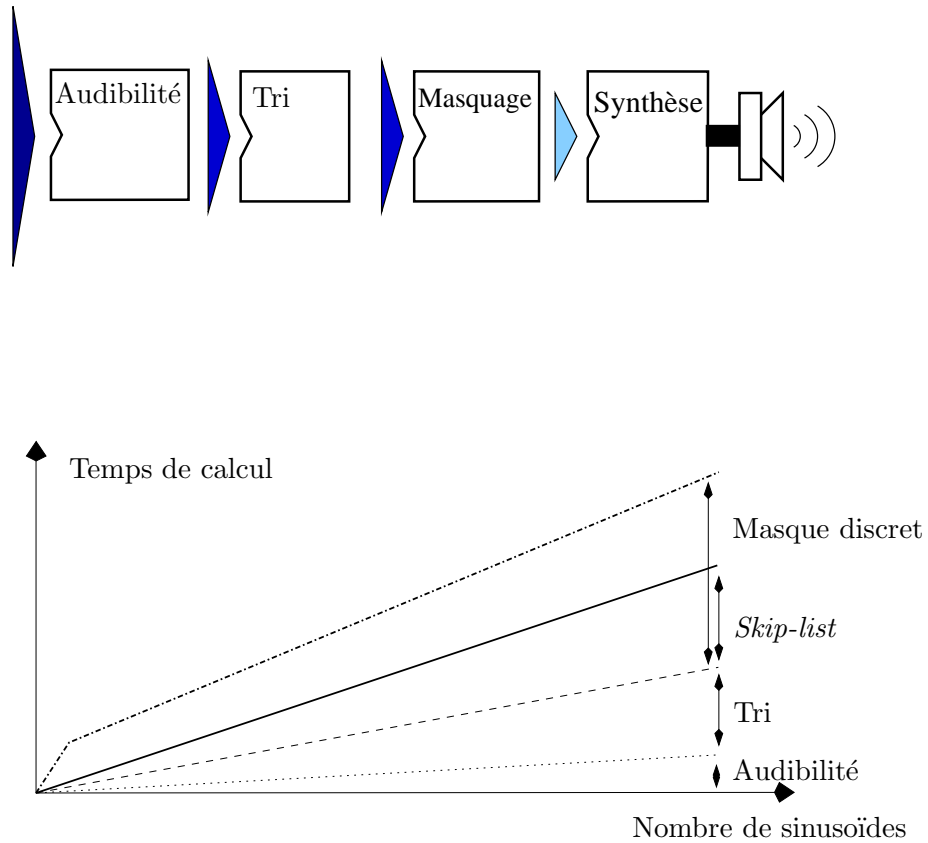 Audibilité
Tri
Masquage
Synthèse
Temps de calcul
Masque discret
Skip-list
Tri
Audibilité
Nombre de sinusoïdes